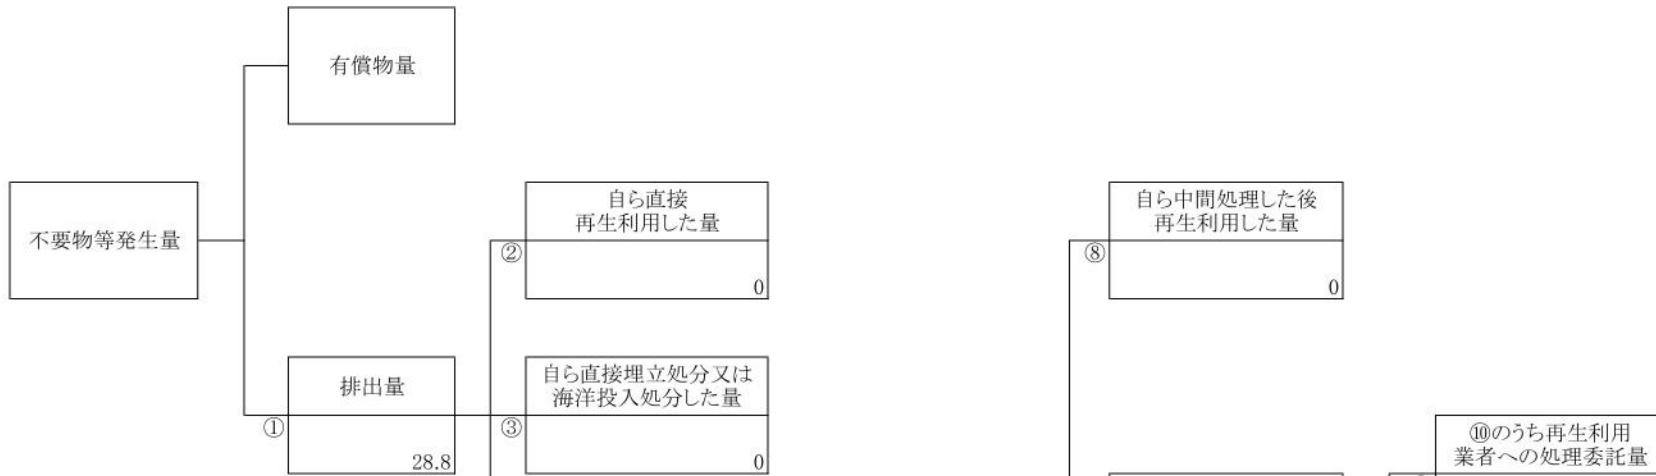 有償物量
不要物等発生量
自ら直接
再生利用した量
②
0
自ら中間処理した後
再生利用した量
⑧
0
排出量
①
28.8
自ら直接埋立処分又は
海洋投入処分した量
③
0
⑩のうち再生利用
業者への処理委託量